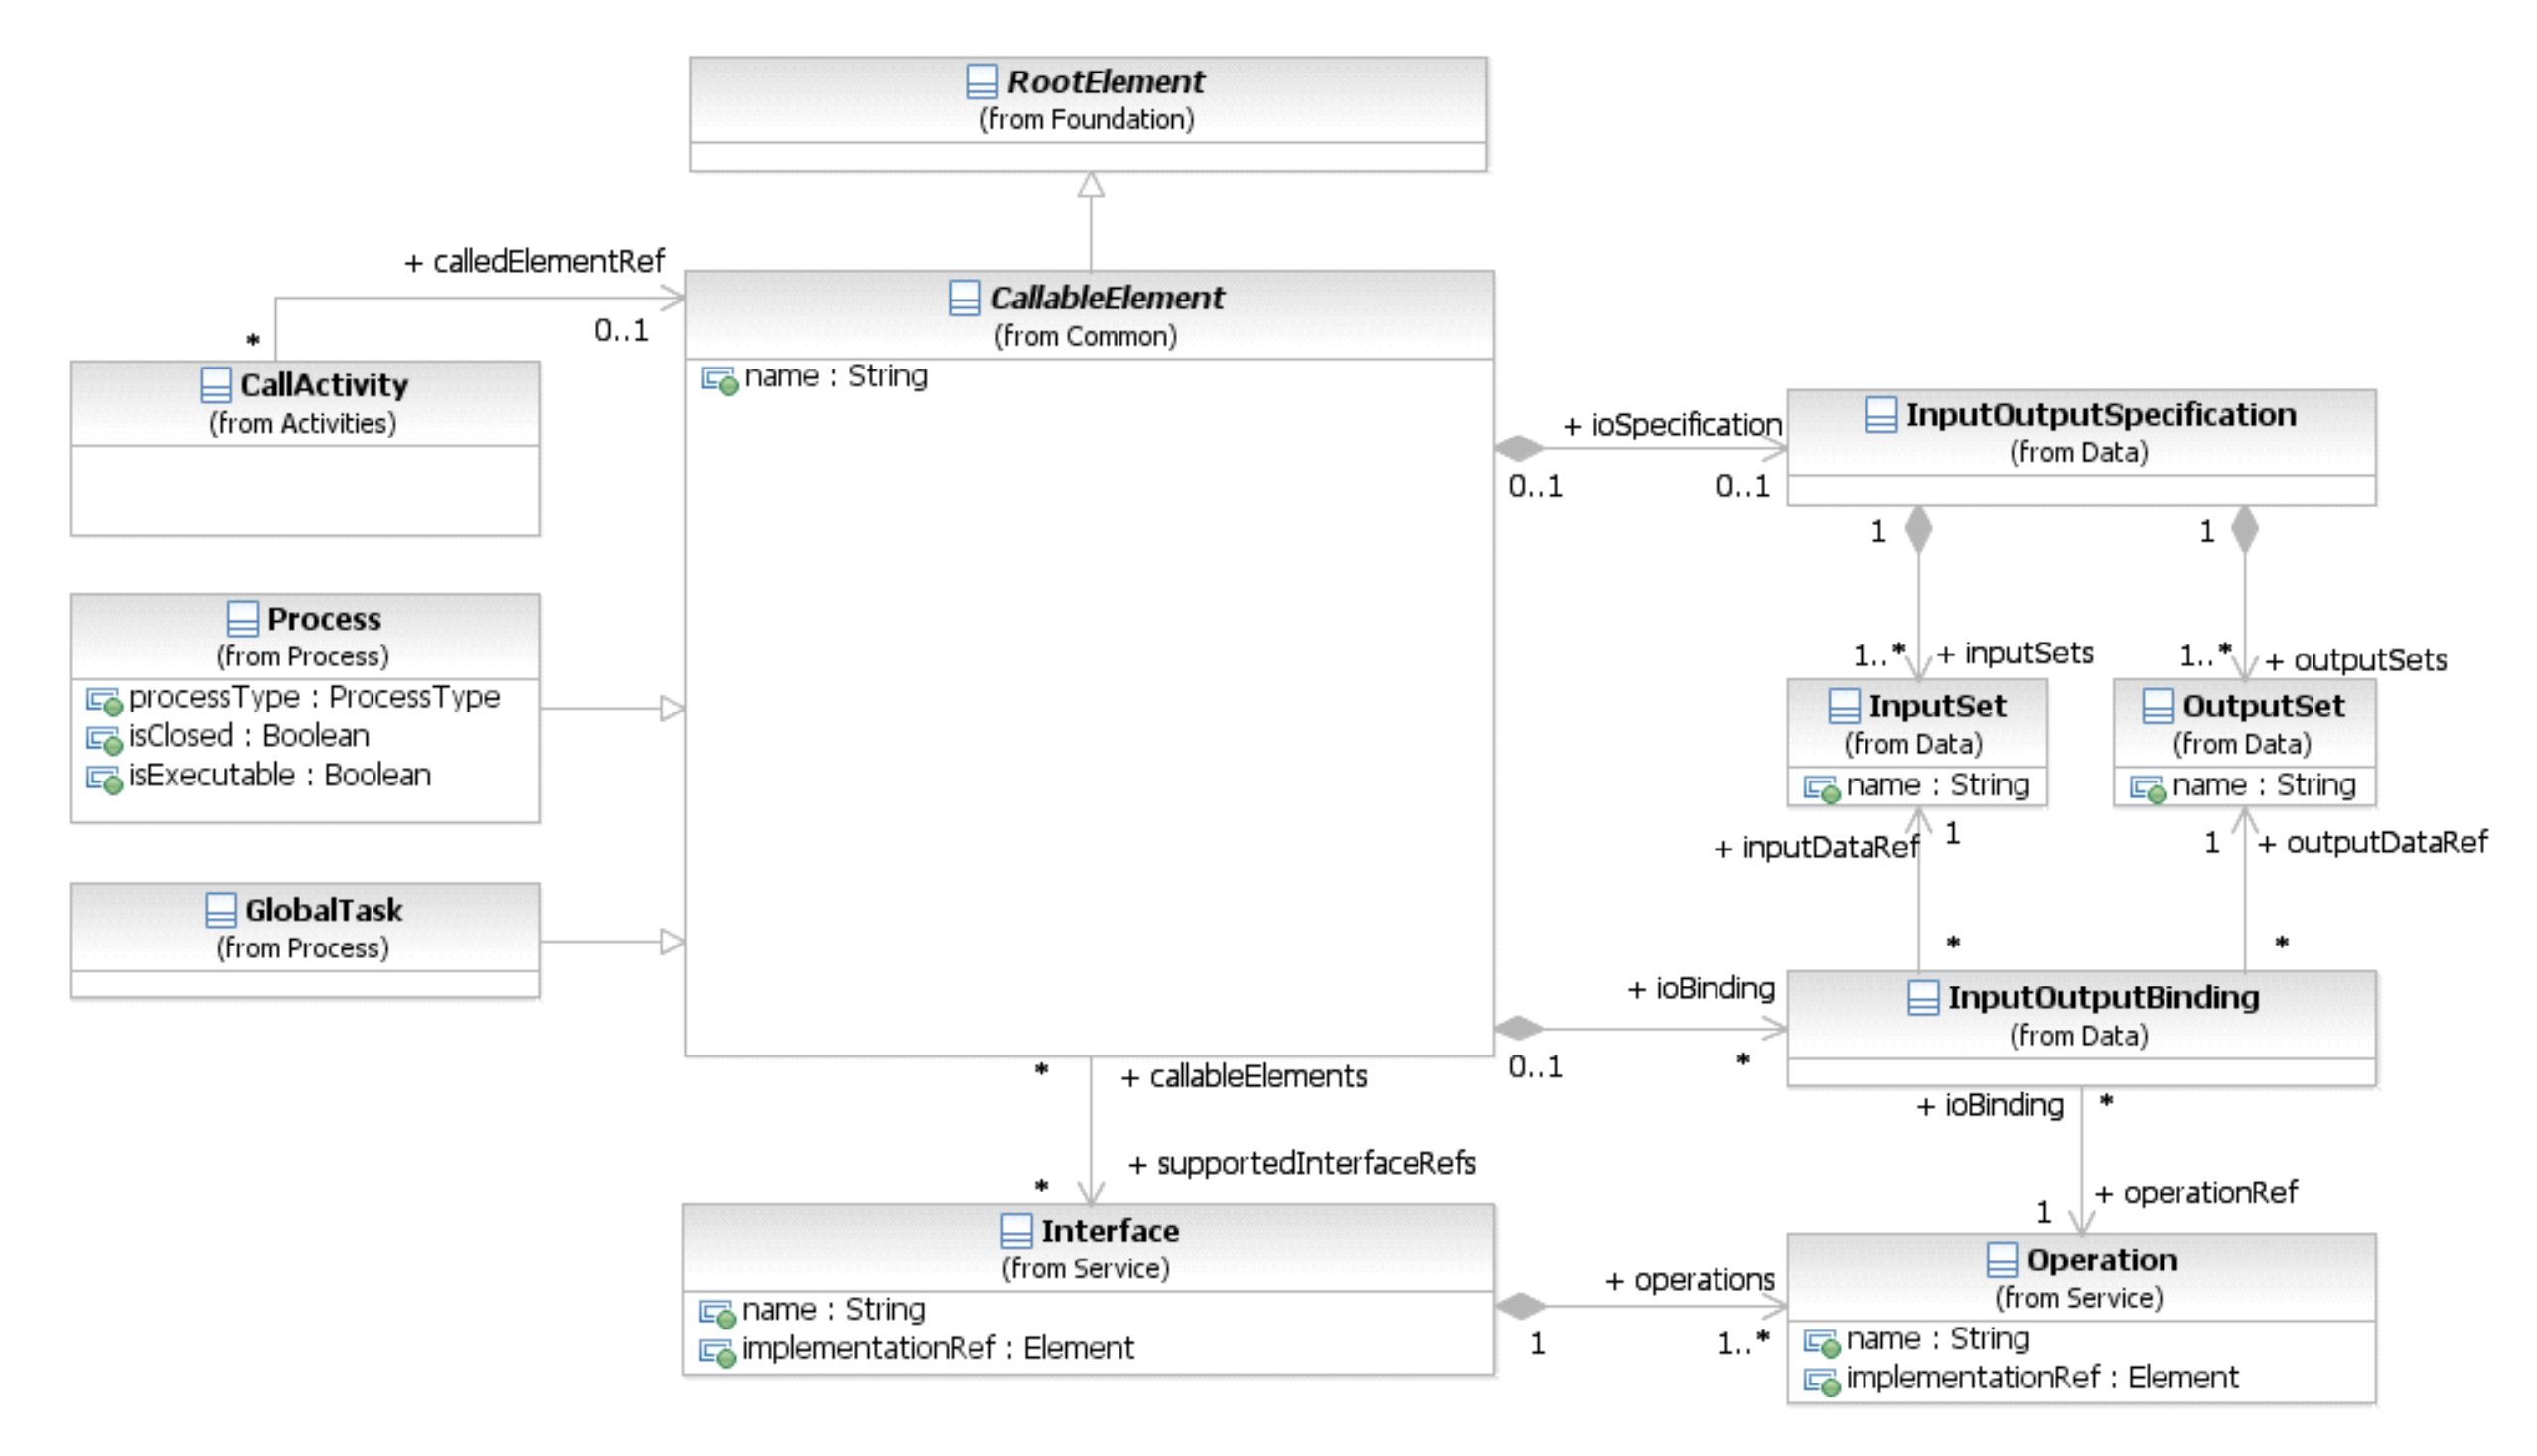 RootElement
(from Foundation)
+ calledElementRef
0..1
*
CallableElement
(from Common)
name : String
CallActivity
(from Activities)
+ ioSpecification
0..1
0..1
InputOutputSpecification
(from Data)
1
1
Process
(from Process)
processType : ProcessType
isClosed : Boolean
isExecutable : Boolean
1..*
+ inputSets
1..*
+ outputSets
InputSet
(from Data)
name : String
OutputSet
(from Data)
name : String
+ inputDataRef
1
1
+ outputDataRef
GlobalTask
(from Process)
*
*
+ ioBinding
0..1
*
InputOutputBinding
(from Data)
*
+ callableElements
+ ioBinding
*
+ supportedInterfaceRefs
*
+ operationRef
1
Interface
(from Service)
name : String
implementationRef : Element
+ operations
1
1..*
Operation
(from Service)
name : String
implementationRef : Element